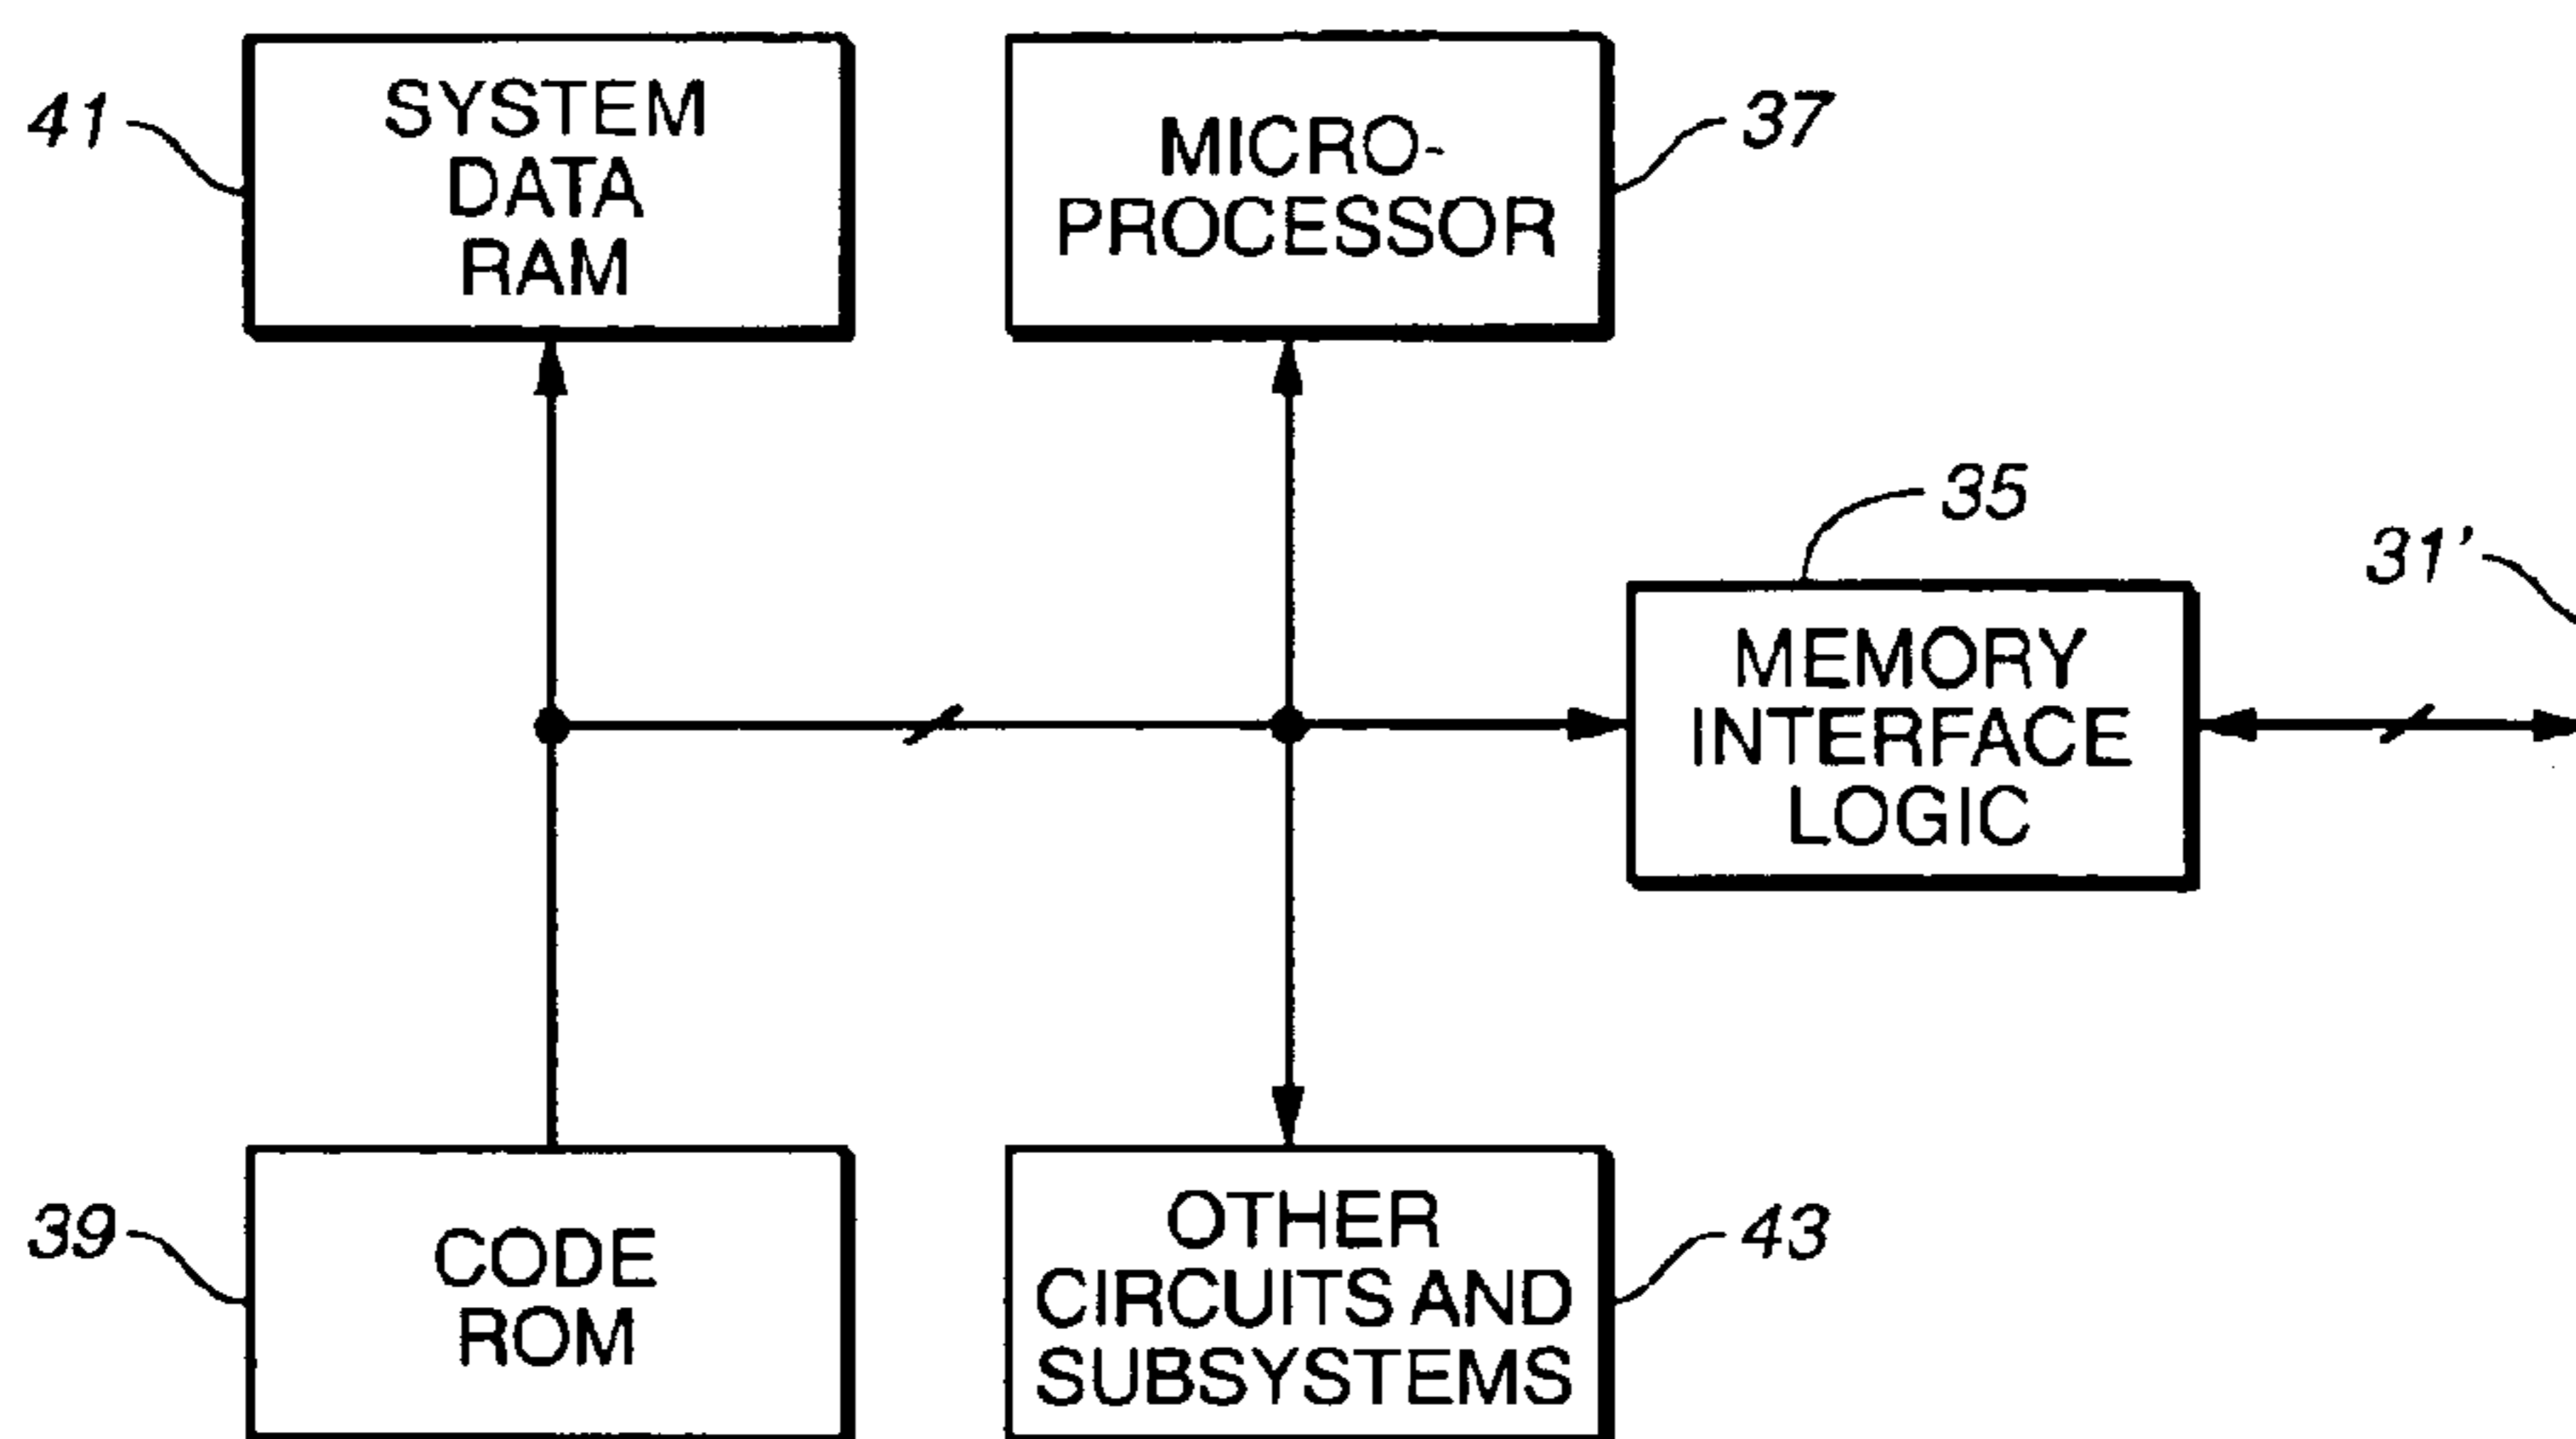 41
SYSTEM
DATA
RAM
MICRO-
PROCESSOR
37
35
31'
MEMORY
INTERFACE
LOGIC
39
CODE
ROM
OTHER
CIRCUITS AND
SUBSYSTEMS
43